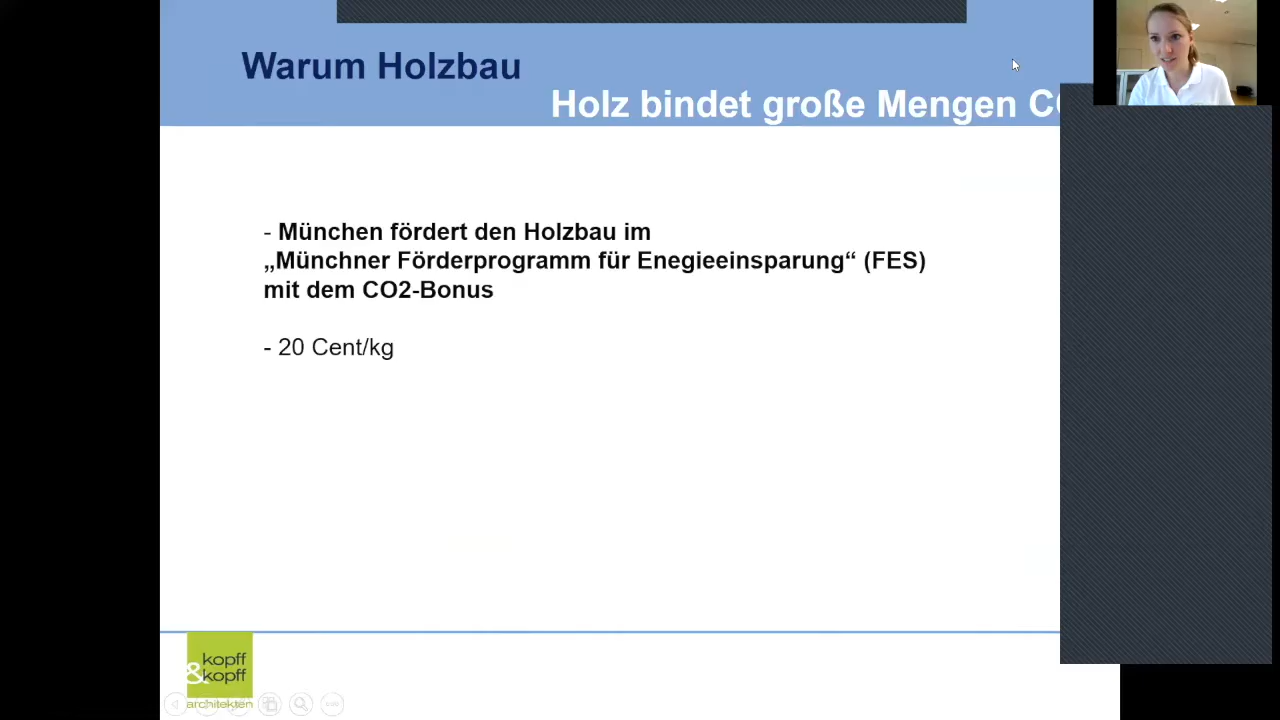 Warum Holzbau
Holz bindet große Mengen
- München fördert den Holzbau im
„Münchner Förderprogramm für Enegieeinsparung“ (FES)
mit dem CO2-Bonus
- 20 Cent/kg
kopff
&kopff
architekten